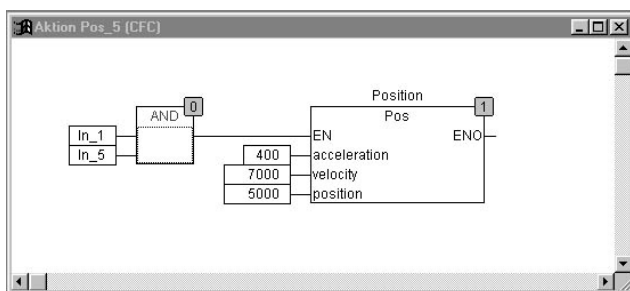 Aktion Pos_5 (CFC)
Position
0
1
AND
Pos
In_1
EN
ENO
In_5
400
acceleration
7000
velocity
5000
position